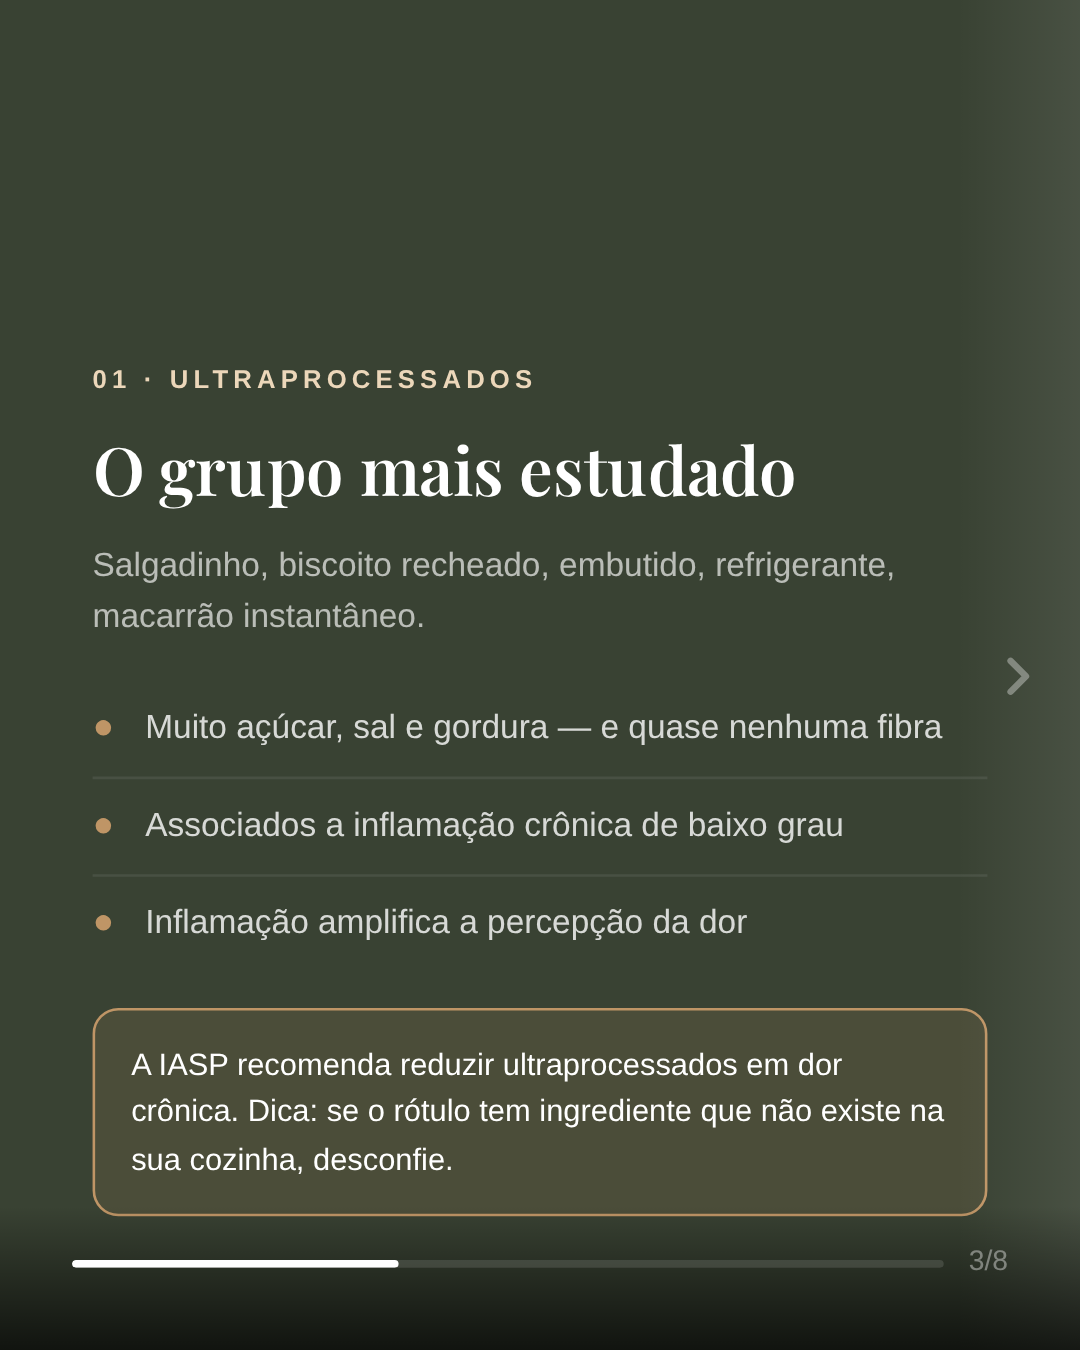 01 · ULTRAPROCESSADOS
O grupo mais estudado
Salgadinho, biscoito recheado, embutido, refrigerante,
macarrão instantâneo.
Muito açúcar, sal e gordura — e quase nenhuma fibra
Associados a inflamação crônica de baixo grau
Inflamação amplifica a percepção da dor
A IASP recomenda reduzir ultraprocessados em dor
crônica. Dica: se o rótulo tem ingrediente que não existe na
sua cozinha, desconfie.
3/8